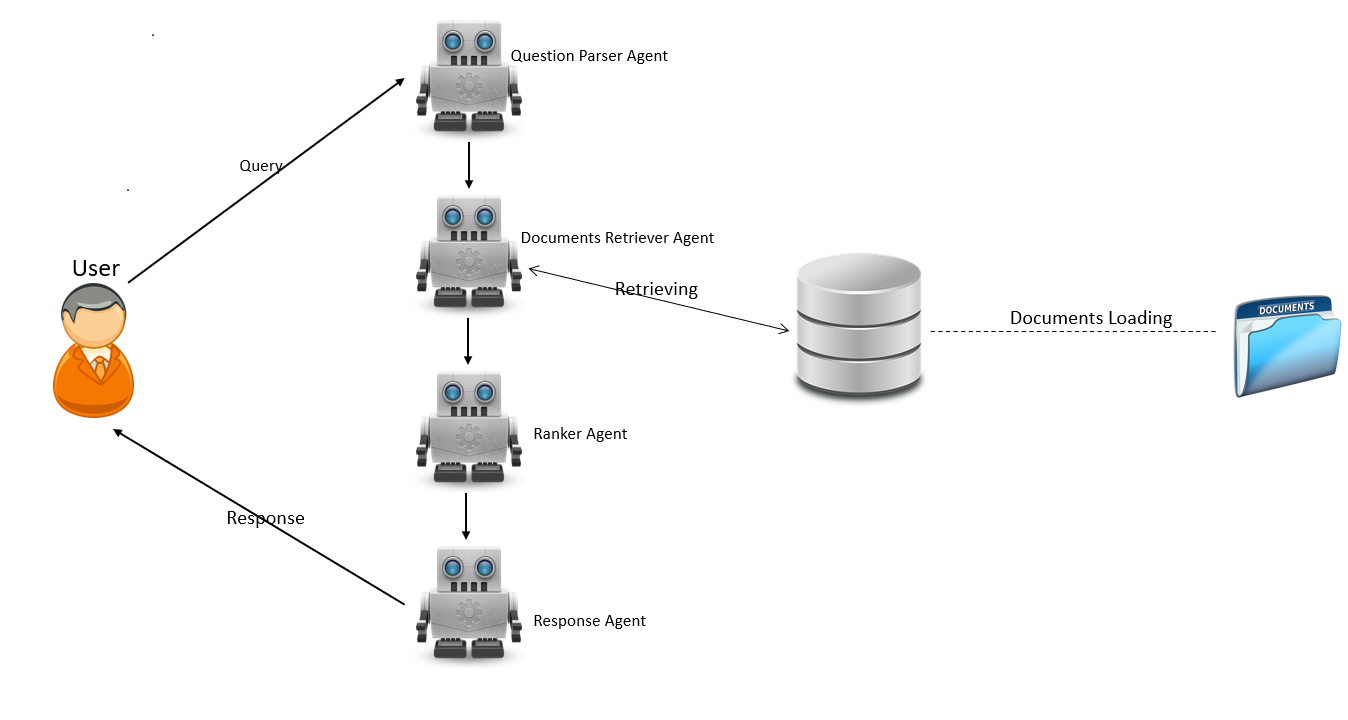 Question Parser Agent
Query
Documents Retriever Agent
User
Retrieving
DOCUMENTS
Documents Loading
Ranker Agent
Response
Response Agent